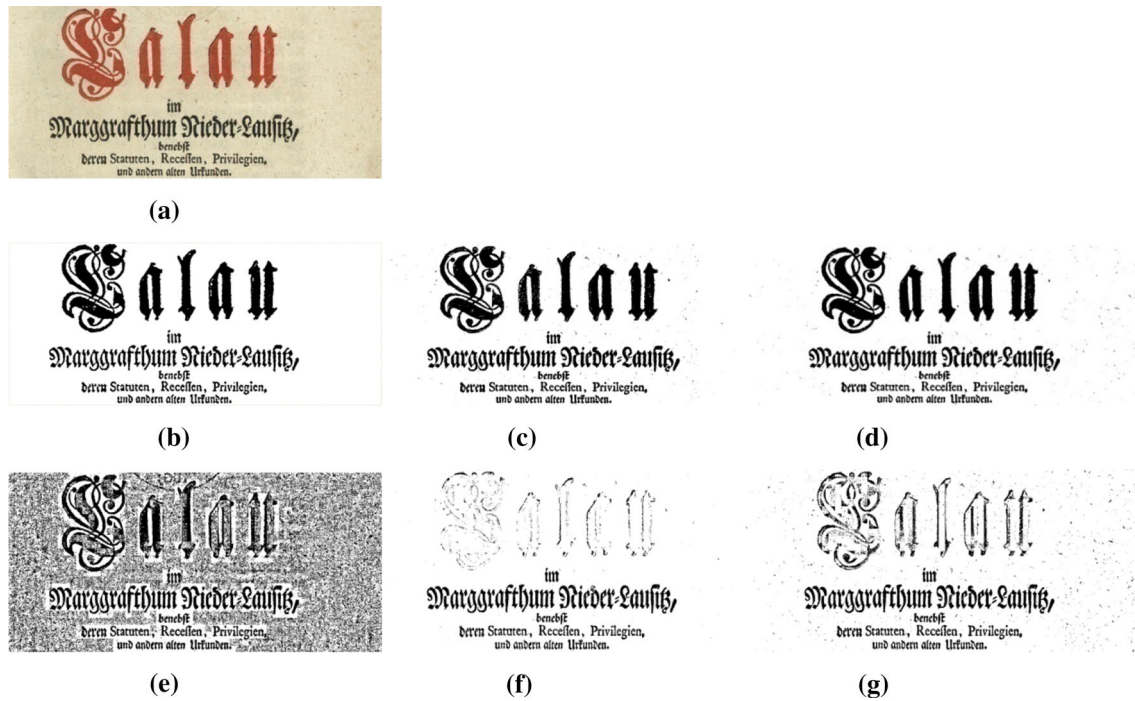 Calau
im
Marggrafthum Nieder-Lauſitz,
benebſt
deren Statuten, Receſſen, Privilegien,
und andern alten Urkunden.
(a)
Calau
im
Marggrafthum Nieder-Lauſitz,
benebſt
deren Statuten, Receſſen, Privilegien,
und andern alten Urkunden.
(b)
Calau
im
Marggrafthum Nieder-Lauſitz,
benebſt
deren Statuten, Receſſen, Privilegien,
und andern alten Urkunden.
(c)
Calau
im
Marggrafthum Nieder-Lauſitz,
benebſt
deren Statuten, Receſſen, Privilegien,
und andern alten Urkunden.
(d)
Calau
im
Marggrafthum Nieder-Lauſitz,
benebſt
deren Statuten, Receſſen, Privilegien,
und andern alten Urkunden.
(e)
Calau
im
Marggrafthum Nieder-Lauſitz,
benebſt
deren Statuten, Receſſen, Privilegien,
und andern alten Urkunden.
(f)
Calau
im
Marggrafthum Nieder-Lauſitz,
benebſt
deren Statuten, Receſſen, Privilegien,
und andern alten Urkunden.
(g)